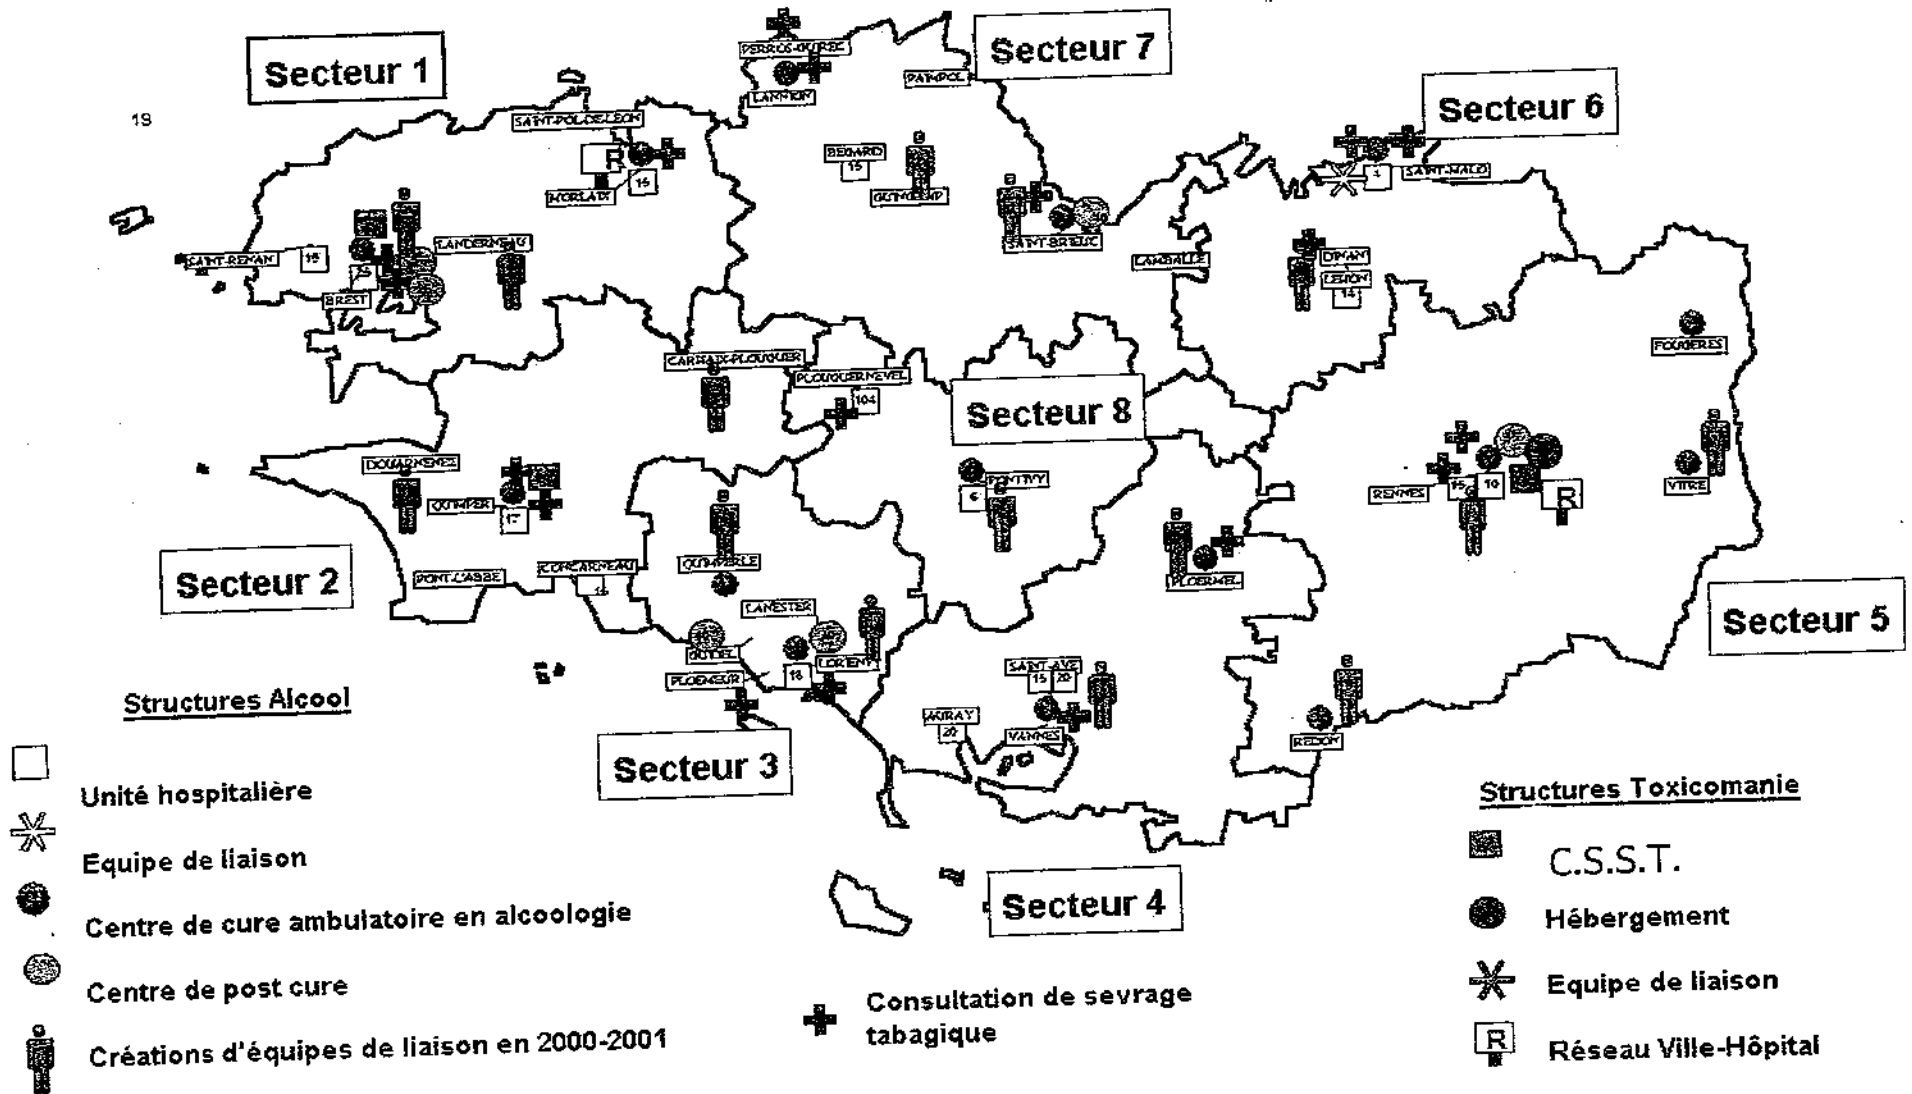 Secteur 1
Secteur 7
Secteur 6
19
PERROS-GUIREC
LANNION
PAIMPOL
SAINT-POL-DE-LEON
R
MORLAIX
BEGARD
15
GUINGAMP
SAINT-MALO
SAINT-BRIEUC
LAMBALLE
DINAN
LEHON
14
SAINT-RENAN
LANDERNEAU
BREST
FOUGERES
CARHAIX-PLOUGUER
PLOUGUERNEVEL
104
Secteur 8
DOUARNENEZ
QUIMPER
17
PONTIVY
6
RENNES
15
10
R
VITRE
Secteur 2
PONT-L'ABBE
CONCARNEAU
QUIMPERLE
PLOERMEL
Secteur 5
LANESTER
GUIDEL
LORIENT
PLOEMEUR
18
SAINT-AVE
15
20
AURAY
20
VANNES
REDON
Secteur 3
Secteur 4
Structures Alcool
Unité hospitalière
Equipe de liaison
Centre de cure ambulatoire en alcoologie
Centre de post cure
Créations d'équipes de liaison en 2000-2001
Consultation de sevrage
tabagique
Structures Toxicomanie
C.S.S.T.
Hébergement
Equipe de liaison
R
Réseau Ville-Hôpital